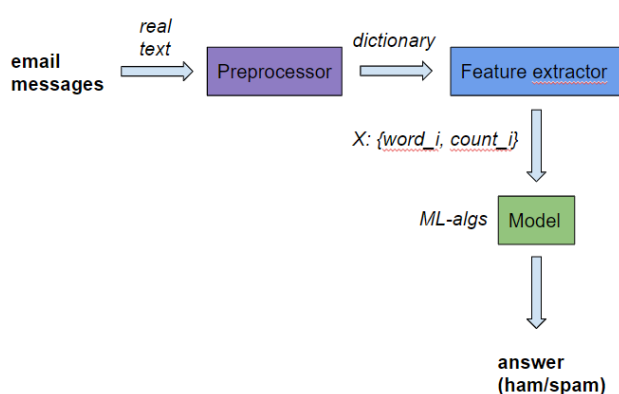 real
text
email
messages
Preprocessor
dictionary
Feature extractor
X: {word_i, count_i}
ML-algs
Model
answer
(ham/spam)